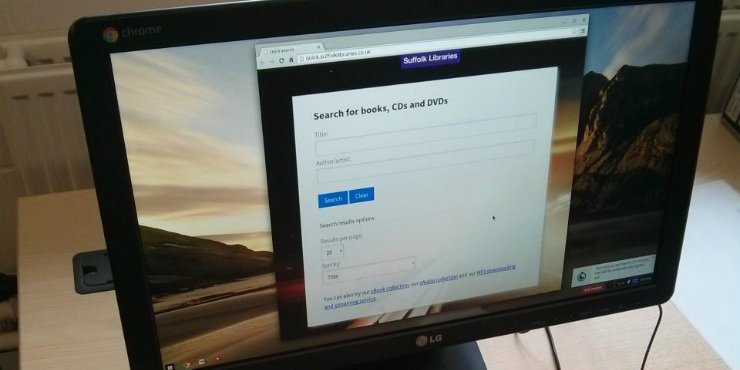 chrome
Quick search
quick.suffolklibraries.co.uk
Suffolk Libraries
Search for books, CDs and DVDs
Title:
Author/artist:
Search Clear
Search results options
Results per page:
20
Sort by:
Title
You can also try our eBook collection, our eAudio collection and our MP3 downloading
and streaming service.
LG